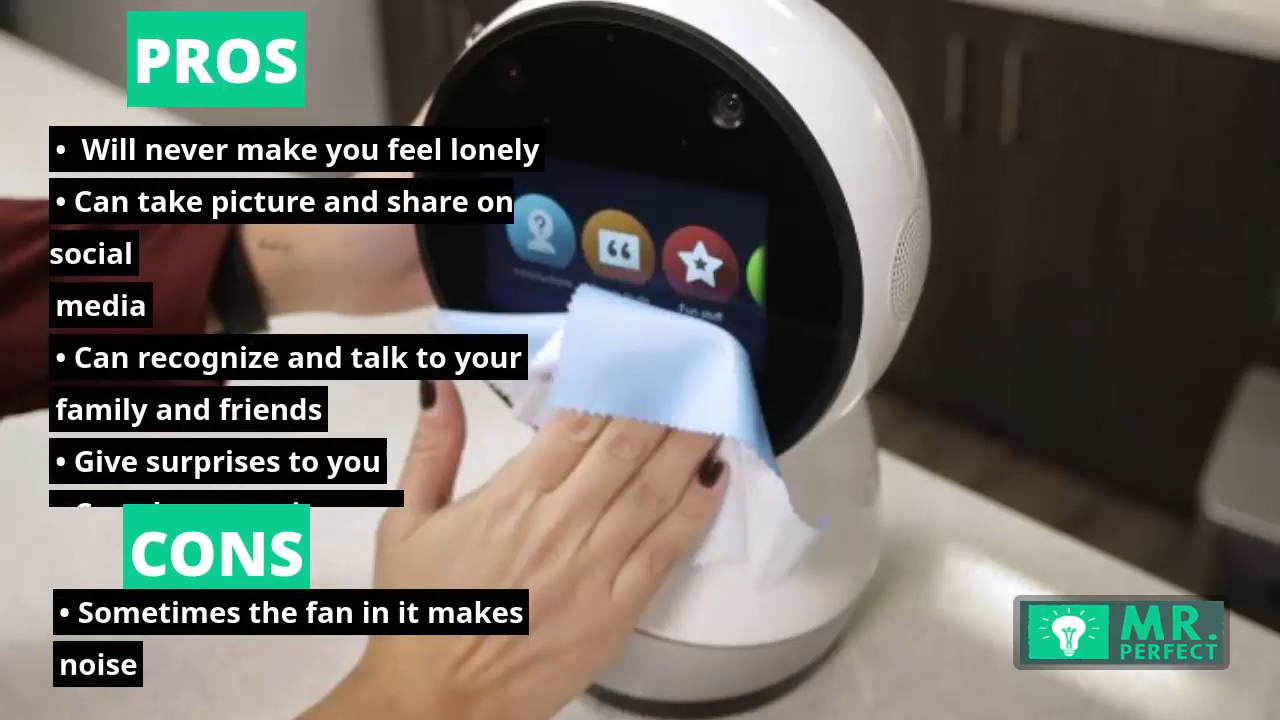 PROS
• Will never make you feel lonely
• Can take picture and share on
social
media
• Can recognize and talk to your
family and friends
• Give surprises to you
CONS
• Sometimes the fan in it makes
noise
Fun stuff
MR.
PERFECT